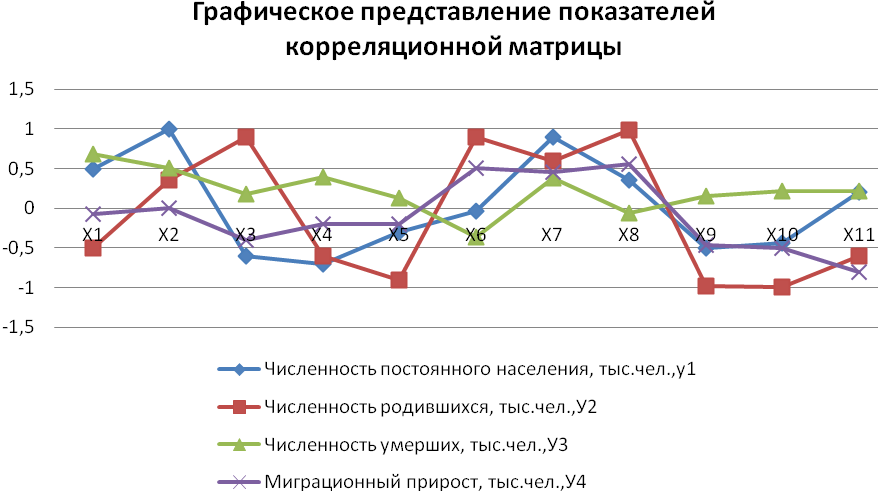 Графическое представление показателей
корреляционной матрицы
1,5
1
0,5
0
-0,5
-1
-1,5
X1 X2 X3 X4 X5 X6 X7 X8 X9 X10 X11
Численность постоянного населения, тыс.чел.,у1
Численность родившихся, тыс.чел.,У2
Численность умерших, тыс.чел.,У3
Миграционный прирост, тыс.чел.,У4